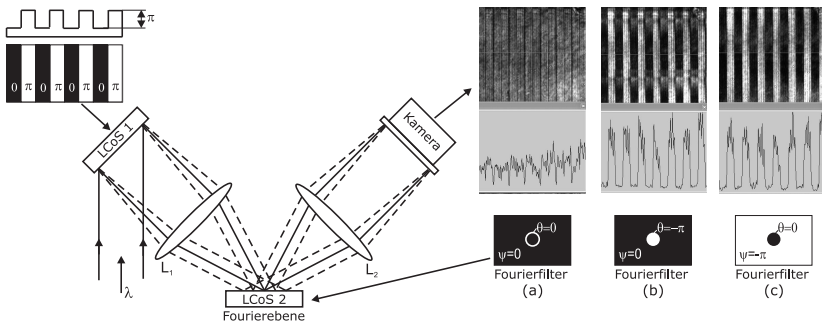 π
0 π 0 π 0 π 0 π
LCoS 1
Kamera
L₁
L₂
λ
LCoS 2
Fourierebene
θ=0
ψ=0
Fourierfilter
(a)
θ=-π
ψ=0
Fourierfilter
(b)
θ=0
ψ=-π
Fourierfilter
(c)